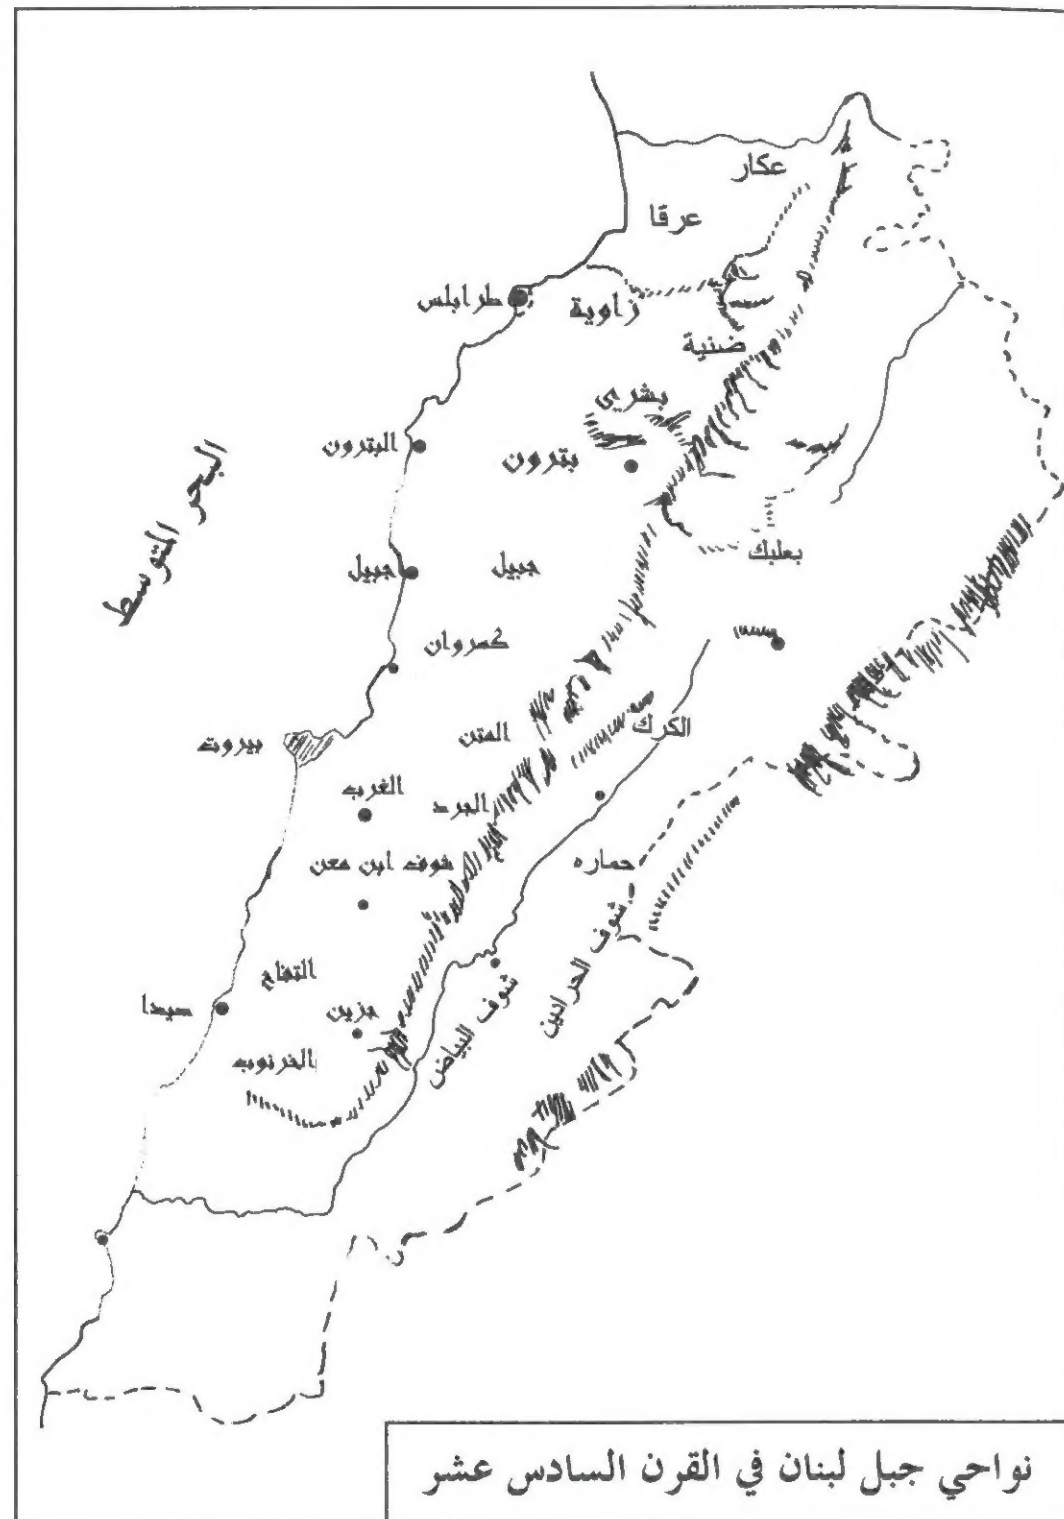 عكار
عرقا
طرابلس
زاوية
ضنية
بشري
البترون
بترون
البحر المتوسط
بعلبك
جبيل
جبيل
كسروان
الكرك
المتن
بيروت
الغرب
الجرد
شوف ابن معن
حماره
شوف الحرادين
التفاح
شوف البياض
صيدا
جزين
الخرنوب
نواحي جبل لبنان في القرن السادس عشر